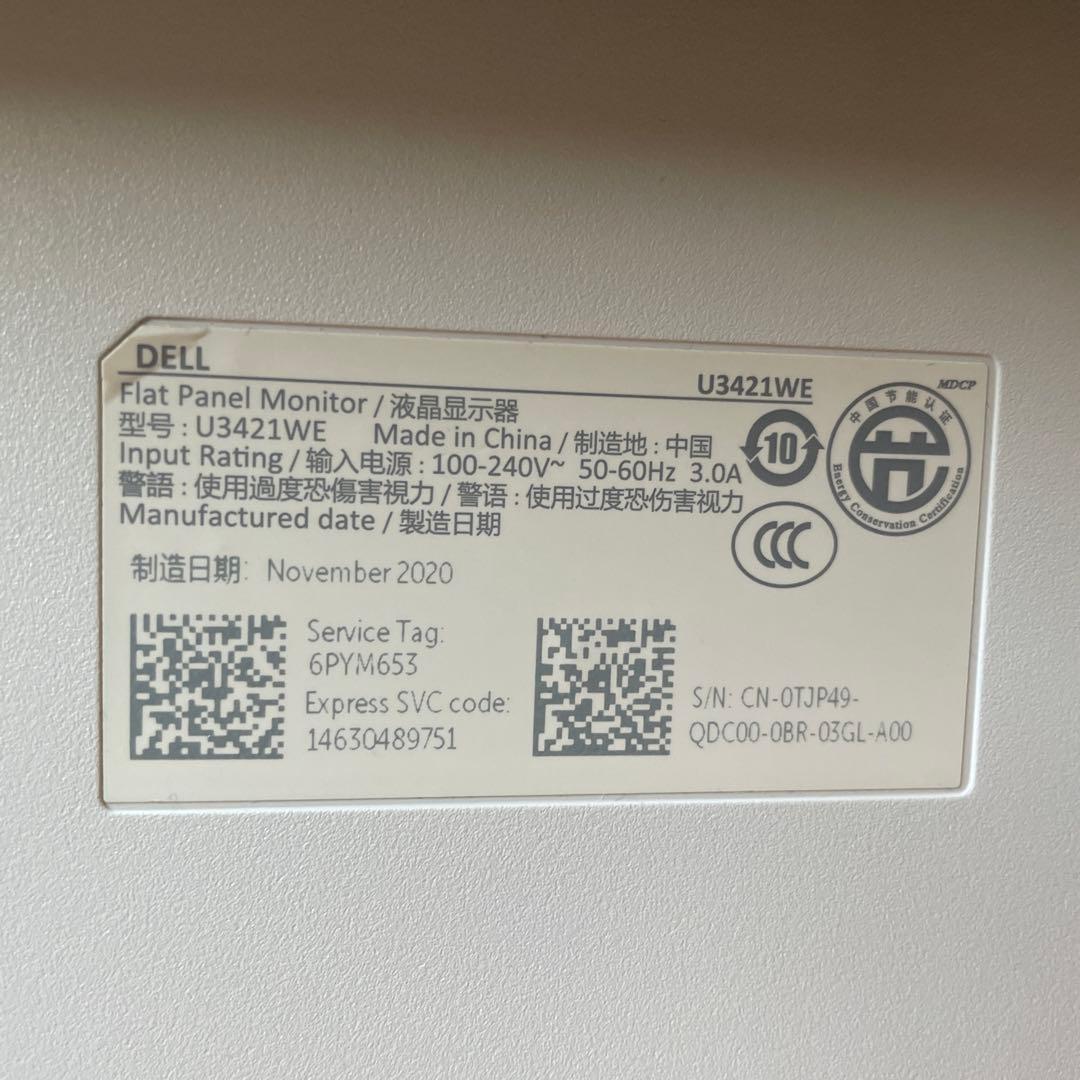 DELL
U3421WE
Flat Panel Monitor / 液晶显示器
型号 : U3421WE Made in China / 制造地 : 中国
Input Rating / 输入电源 : 100-240V~ 50-60Hz 3.0A
警語 : 使用過度恐傷害視力 / 警语 : 使用过度恐伤害视力
Manufactured date / 製造日期
制造日期: November 2020
Service Tag:
6PYM653
Express SVC code:
14630489751
S/N: CN-0TJP49-
QDC00-0BR-03GL-A00
10
CCC
MDCP
中国节能认证
Energy Conservation Certification